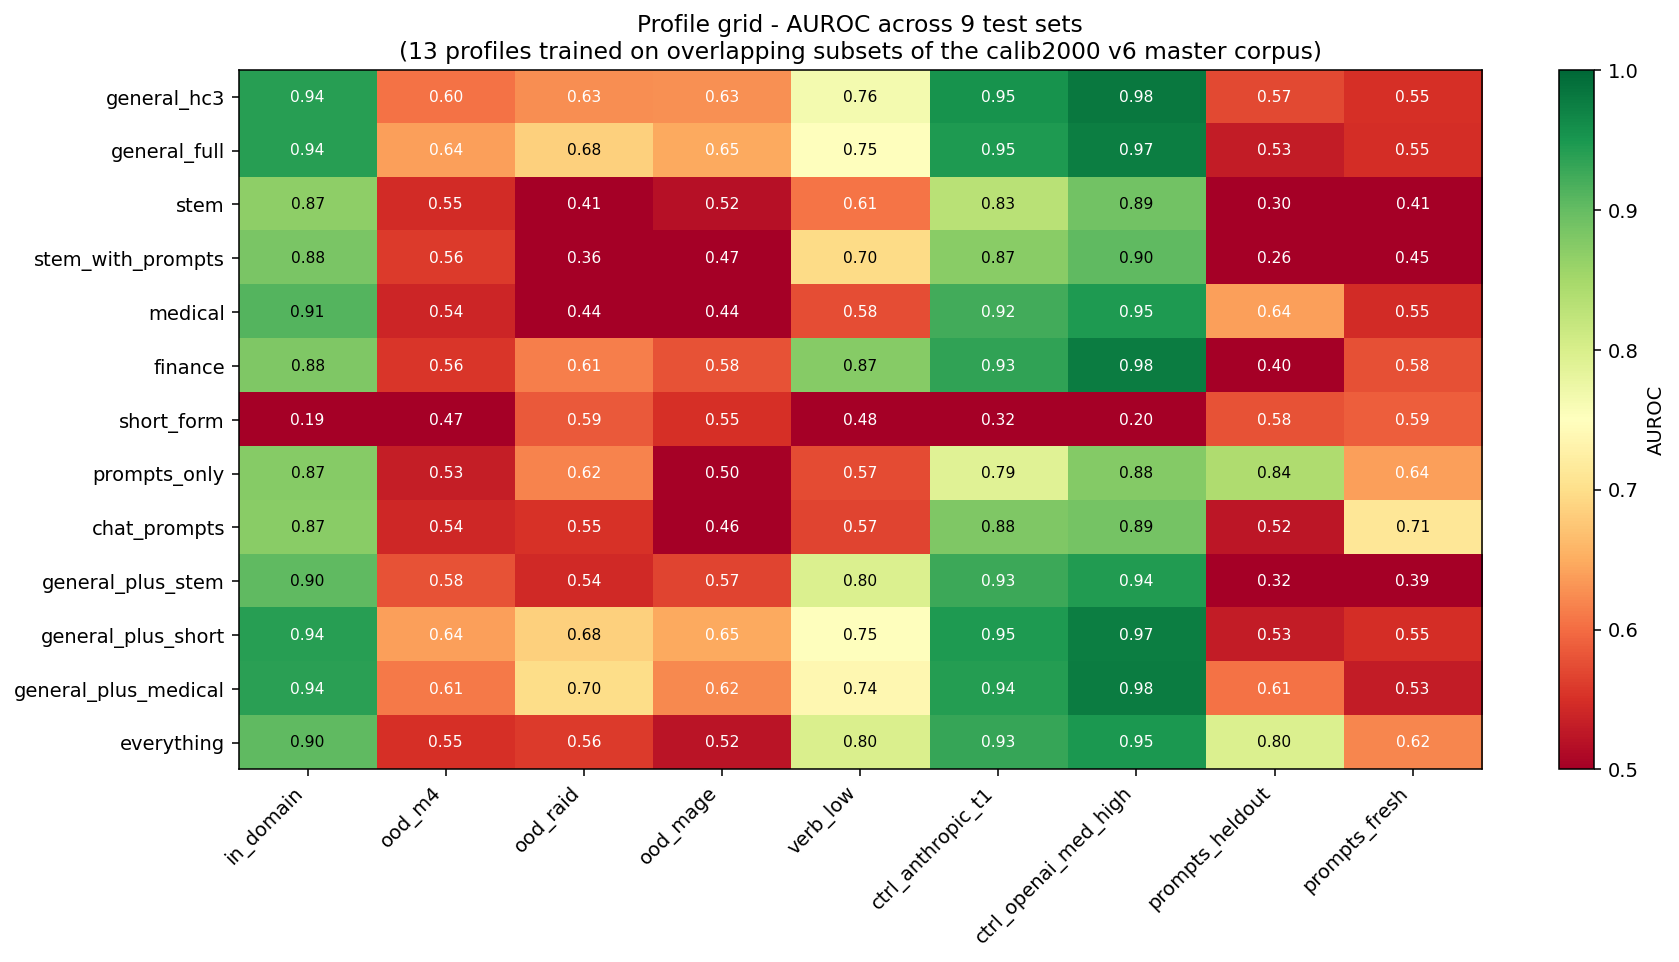 Profile grid - AUROC across 9 test sets
(13 profiles trained on overlapping subsets of the calib2000 v6 master corpus)
general_hc3 0.94 0.60 0.63 0.63 0.76 0.95 0.98 0.57 0.55
general_full 0.94 0.64 0.68 0.65 0.75 0.95 0.97 0.53 0.55
stem 0.87 0.55 0.41 0.52 0.61 0.83 0.89 0.30 0.41
stem_with_prompts 0.88 0.56 0.36 0.47 0.70 0.87 0.90 0.26 0.45
medical 0.91 0.54 0.44 0.44 0.58 0.92 0.95 0.64 0.55
finance 0.88 0.56 0.61 0.58 0.87 0.93 0.98 0.40 0.58
short_form 0.19 0.47 0.59 0.55 0.48 0.32 0.20 0.58 0.59
prompts_only 0.87 0.53 0.62 0.50 0.57 0.79 0.88 0.84 0.64
chat_prompts 0.87 0.54 0.55 0.46 0.57 0.88 0.89 0.52 0.71
general_plus_stem 0.90 0.58 0.54 0.57 0.80 0.93 0.94 0.32 0.39
general_plus_short 0.94 0.64 0.68 0.65 0.75 0.95 0.97 0.53 0.55
general_plus_medical 0.94 0.61 0.70 0.62 0.74 0.94 0.98 0.61 0.53
everything 0.90 0.55 0.56 0.52 0.80 0.93 0.95 0.80 0.62
in_domain
ood_m4
ood_raid
ood_mage
verb_low
ctrl_anthropic_t1
ctrl_openai_med_high
prompts_heldout
prompts_fresh
1.0
0.9
0.8
0.7
0.6
0.5
AUROC